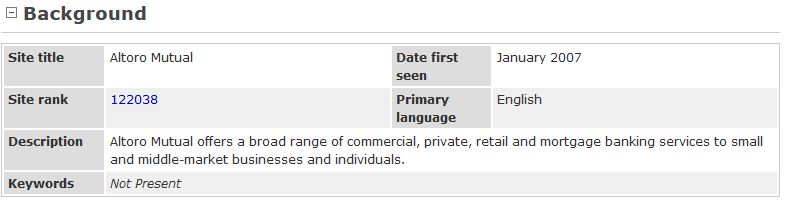 Background
Site title Altoro Mutual Date first seen January 2007
Site rank 122038 Primary language English
Description Altoro Mutual offers a broad range of commercial, private, retail and mortgage banking services to small
and middle-market businesses and individuals.
Keywords Not Present